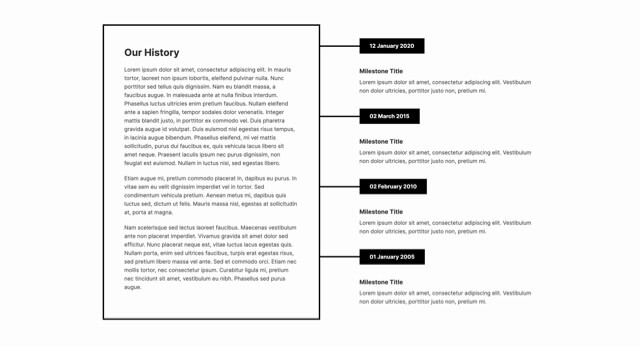 Our History
Lorem ipsum dolor sit amet, consectetur adipiscing elit. In mauris
tortor, laoreet non ipsum lobortis, eleifend pulvinar nulla. Nunc
porttitor sed tellus quis dignissim. Nam eu blandit massa, a
faucibus augue. In malesuada ante at nulla finibus interdum.
Phasellus luctus ultricies enim pretium faucibus. Nullam eleifend
ante a sapien fringilla, tempor sodales dolor venenatis. Integer
mattis blandit justo, in porttitor ex commodo vel. Duis pharetra
gravida augue id volutpat. Duis euismod nisi egestas risus tempus,
in lacinia augue bibendum. Phasellus eleifend, mi vel mattis
sollicitudin, purus dui faucibus ex, quis vehicula lacus libero sit
amet neque. Praesent iaculis ipsum nec purus dignissim, non
feugiat est euismod. Nullam in luctus nisi, sed egestas libero.
Etiam augue mi, pretium commodo placerat in, dapibus eu purus. In
vitae sem eu velit dignissim imperdiet vel in tortor. Sed
condimentum vehicula pretium. Aenean metus mi, dapibus quis
luctus sed, dictum ut felis. Mauris massa nisl, egestas at sollicitudin
at, porta at magna.
Nam scelerisque sed lectus laoreet faucibus. Maecenas vestibulum
ante non placerat imperdiet. Vivamus gravida sit amet dolor sed
efficitur. Nunc placerat neque est, vitae luctus lacus egestas quis.
Nullam porta, enim sed ultrices faucibus, turpis erat egestas risus,
sed pretium libero massa vel ante. Sed et commodo orci. Etiam nec
mollis tortor, nec consectetur ipsum. Curabitur ligula mi, pretium
nec tincidunt sit amet, vestibulum eu nibh. Phasellus sed purus
augue.
12 January 2020
Milestone Title
Lorem ipsum dolor sit amet, consectetur adipiscing elit. Vestibulum
non dolor ultricies, porttitor justo non, pretium mi.
02 March 2015
Milestone Title
Lorem ipsum dolor sit amet, consectetur adipiscing elit. Vestibulum
non dolor ultricies, porttitor justo non, pretium mi.
02 February 2010
Milestone Title
Lorem ipsum dolor sit amet, consectetur adipiscing elit. Vestibulum
non dolor ultricies, porttitor justo non, pretium mi.
01 January 2005
Milestone Title
Lorem ipsum dolor sit amet, consectetur adipiscing elit. Vestibulum
non dolor ultricies, porttitor justo non, pretium mi.